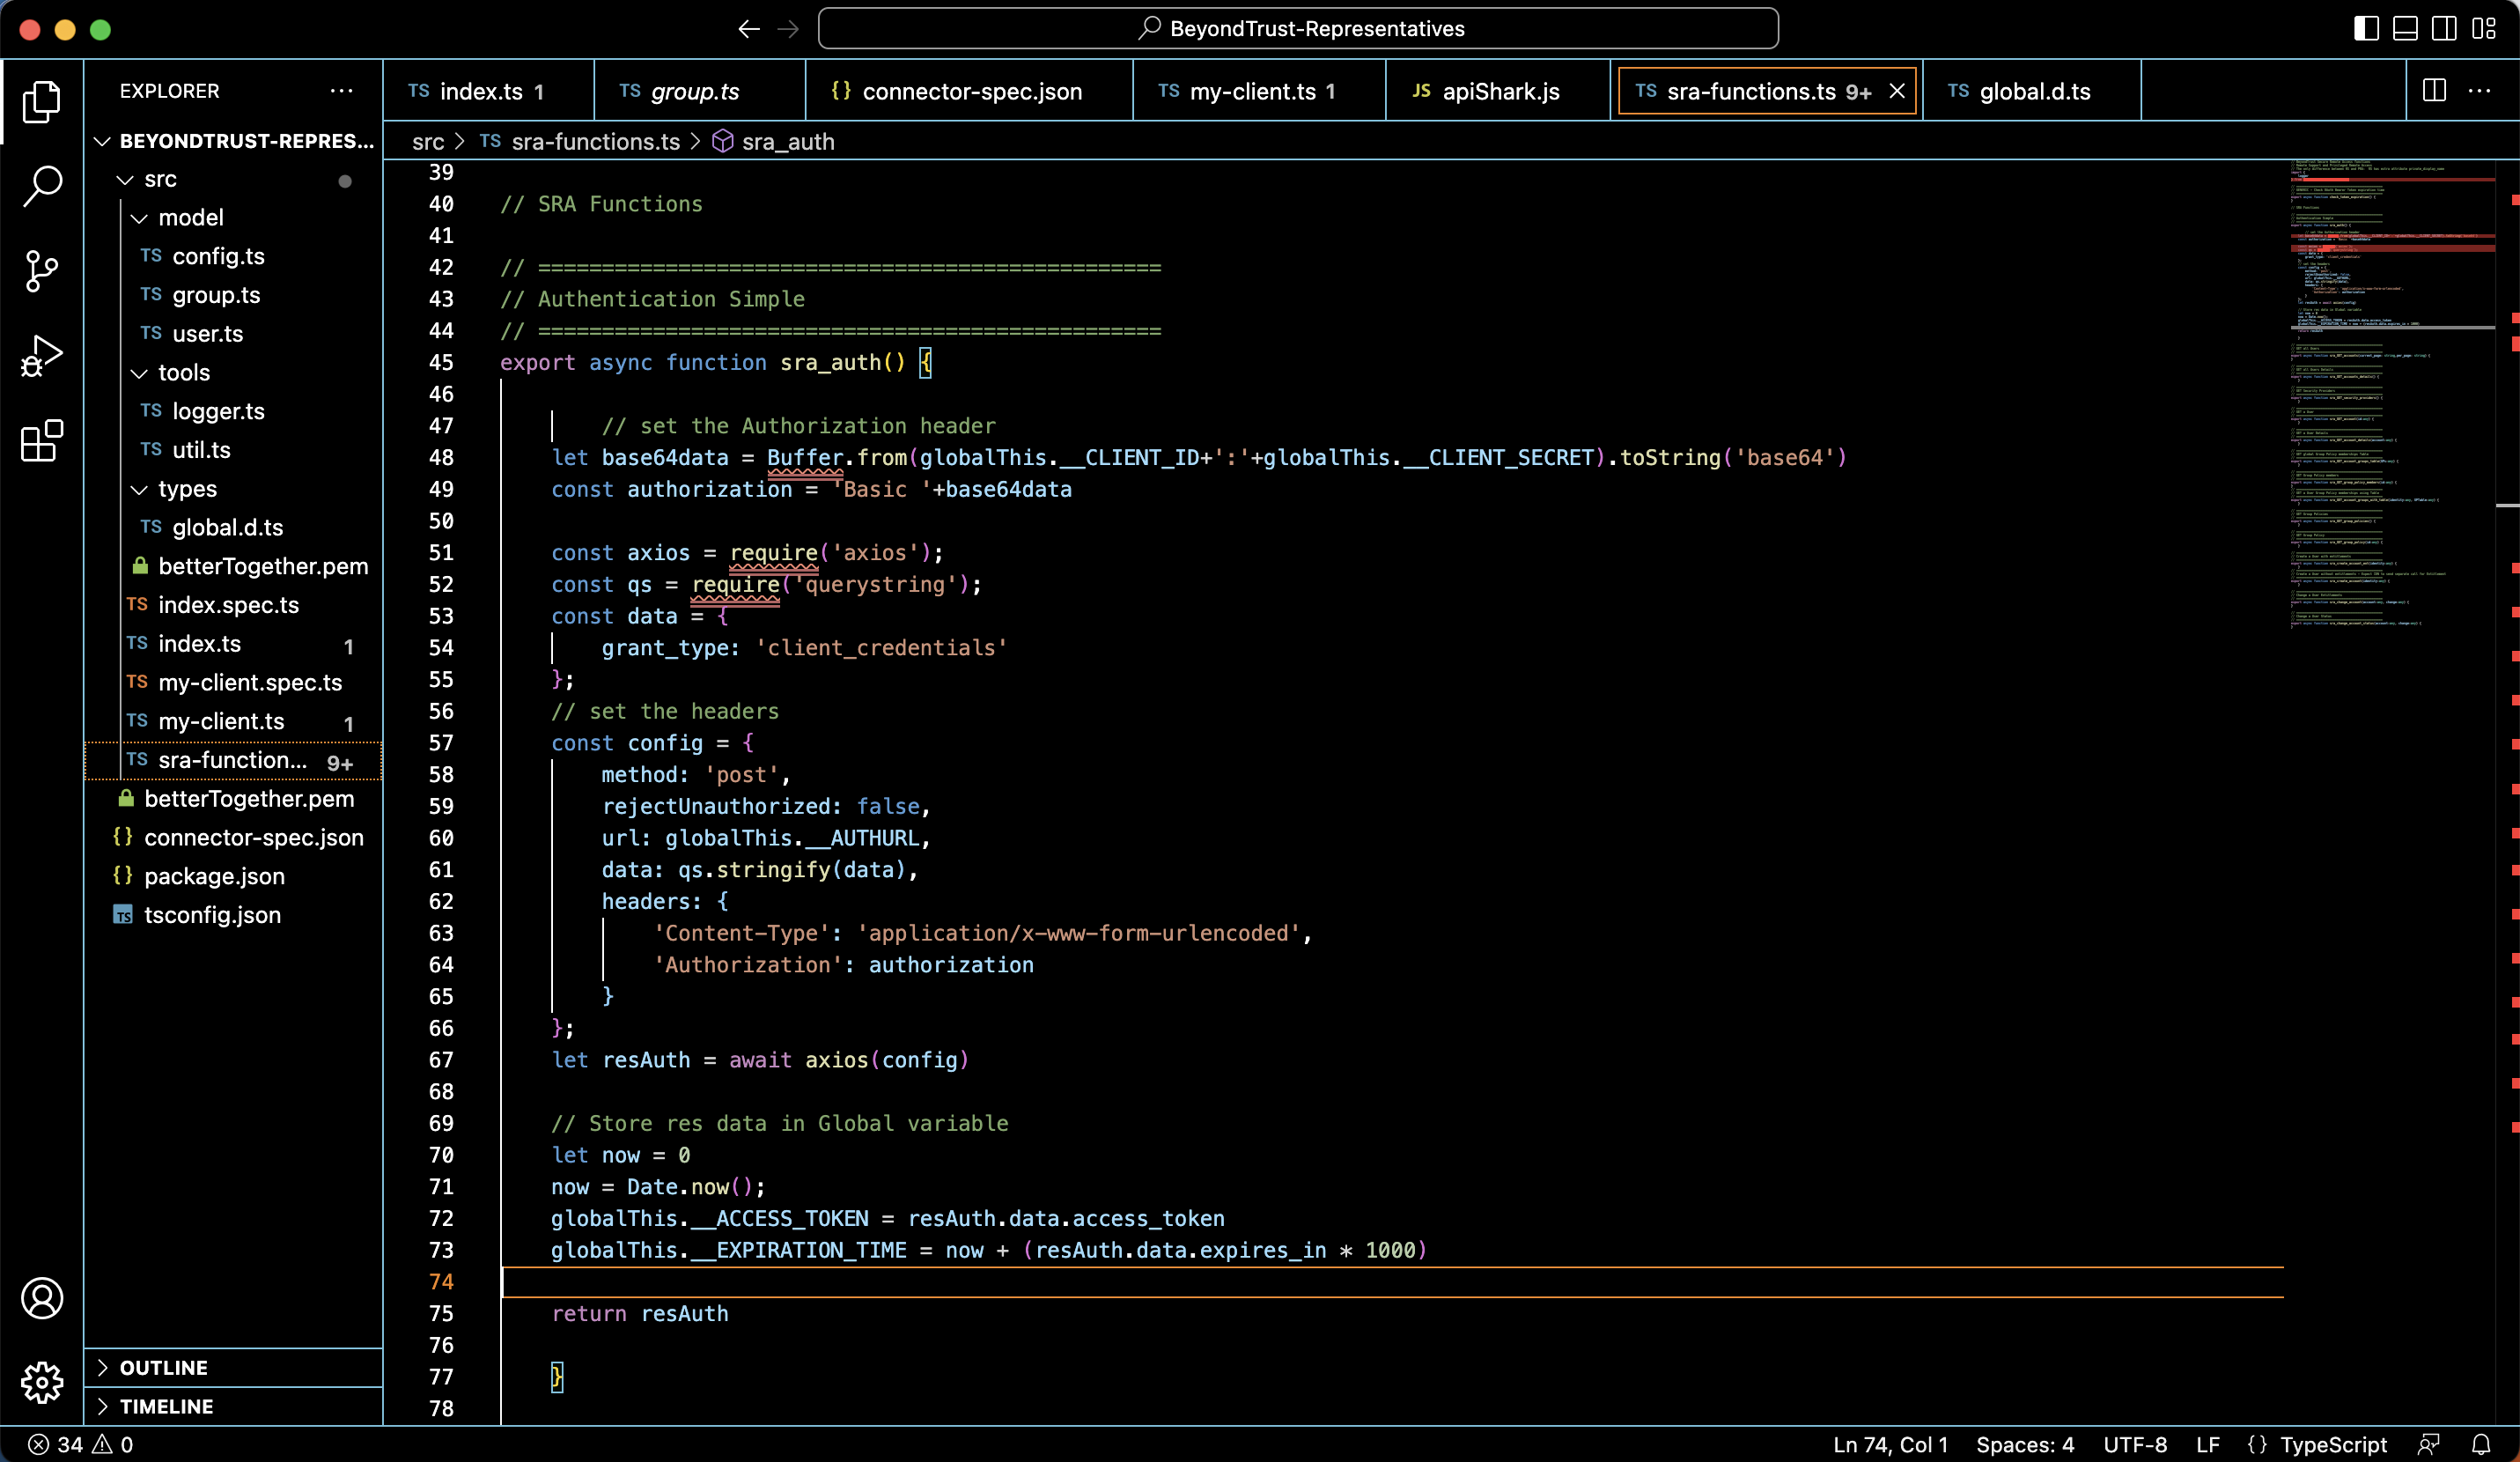 BeyondTrust-Representatives
EXPLORER
TS index.ts 1
TS group.ts
{} connector-spec.json
TS my-client.ts 1
JS apiShark.js
TS sra-functions.ts 9+
TS global.d.ts
src > TS sra-functions.ts > sra_auth
BEYONDTRUST-REPRES...
src
model
TS config.ts
TS group.ts
TS user.ts
tools
TS logger.ts
TS util.ts
types
TS global.d.ts
betterTogether.pem
TS index.spec.ts
TS index.ts 1
TS my-client.spec.ts
TS my-client.ts 1
TS sra-function... 9+
betterTogether.pem
{} connector-spec.json
{} package.json
TS tsconfig.json
OUTLINE
TIMELINE
39
40 // SRA Functions
41
42 // =================================================
43 // Authentication Simple
44 // =================================================
45 export async function sra_auth() {
46
47 // set the Authorization header
48 let base64data = Buffer.from(globalThis.__CLIENT_ID+':'+globalThis.__CLIENT_SECRET).toString('base64')
49 const authorization = 'Basic '+base64data
50
51 const axios = require('axios');
52 const qs = require('querystring');
53 const data = {
54 grant_type: 'client_credentials'
55 };
56 // set the headers
57 const config = {
58 method: 'post',
59 rejectUnauthorized: false,
60 url: globalThis.__AUTHURL,
61 data: qs.stringify(data),
62 headers: {
63 'Content-Type': 'application/x-www-form-urlencoded',
64 'Authorization': authorization
65 }
66 };
67 let resAuth = await axios(config)
68
69 // Store res data in Global variable
70 let now = 0
71 now = Date.now();
72 globalThis.__ACCESS_TOKEN = resAuth.data.access_token
73 globalThis.__EXPIRATION_TIME = now + (resAuth.data.expires_in * 1000)
74
75 return resAuth
76
77 }
78
34 0
Ln 74, Col 1 Spaces: 4 UTF-8 LF {} TypeScript